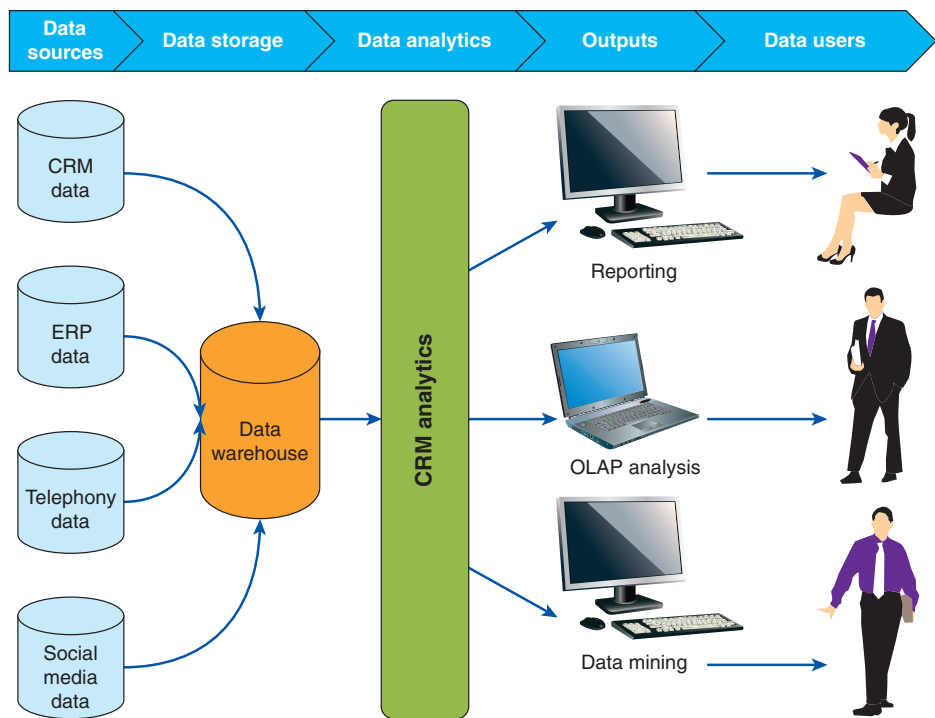 Data
sources
Data storage
Data analytics
Outputs
Data users
CRM
data
ERP
data
Telephony
data
Social
media
data
Data
warehouse
CRM analytics
Reporting
OLAP analysis
Data mining